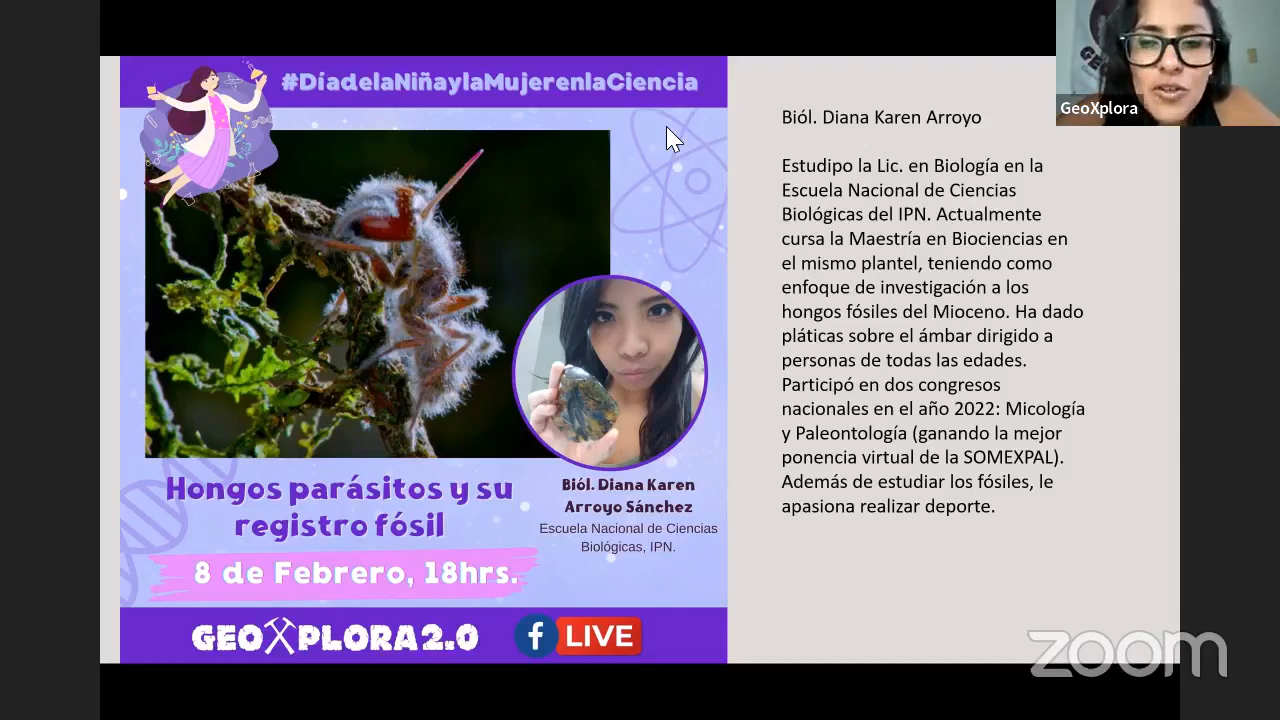 #DíadelaNiñaylaMujerenlaCiencia
Hongos parásitos y su
registro fósil
8 de Febrero, 18hrs.
Biól. Diana Karen
Arroyo Sánchez
Escuela Nacional de Ciencias
Biológicas, IPN.
GEOXPLORA2.0
f LIVE
Biól. Diana Karen Arroyo
Estudipo la Lic. en Biología en la
Escuela Nacional de Ciencias
Biológicas del IPN. Actualmente
cursa la Maestría en Biociencias en
el mismo plantel, teniendo como
enfoque de investigación a los
hongos fósiles del Mioceno. Ha dado
pláticas sobre el ámbar dirigido a
personas de todas las edades.
Participó en dos congresos
nacionales en el año 2022: Micología
y Paleontología (ganando la mejor
ponencia virtual de la SOMEXPAL).
Además de estudiar los fósiles, le
apasiona realizar deporte.
GeoXplora
zoom